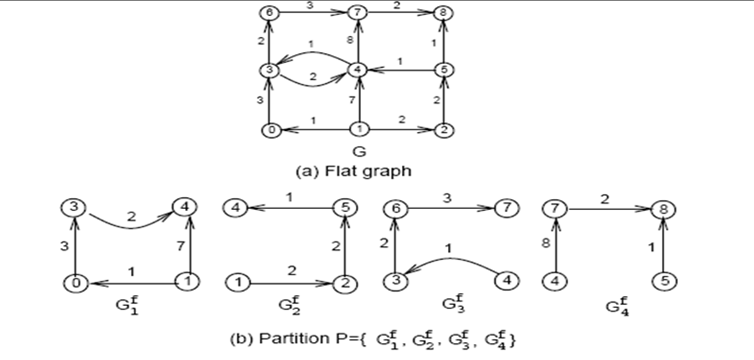 6 3 7 2 8
2 1 8 1
3 2 4 1 5
3 7 2
0 1 1 2 2
G
(a) Flat graph
3 2 4 4 1 5 6 3 7 7 2 8
3 7 2 2 1 8 1
0 1 1 1 2 2 3 4 4 5
G₁ᶠ G₂ᶠ G₃ᶠ G₄ᶠ
(b) Partition P={ G₁ᶠ, G₂ᶠ, G₃ᶠ, G₄ᶠ}